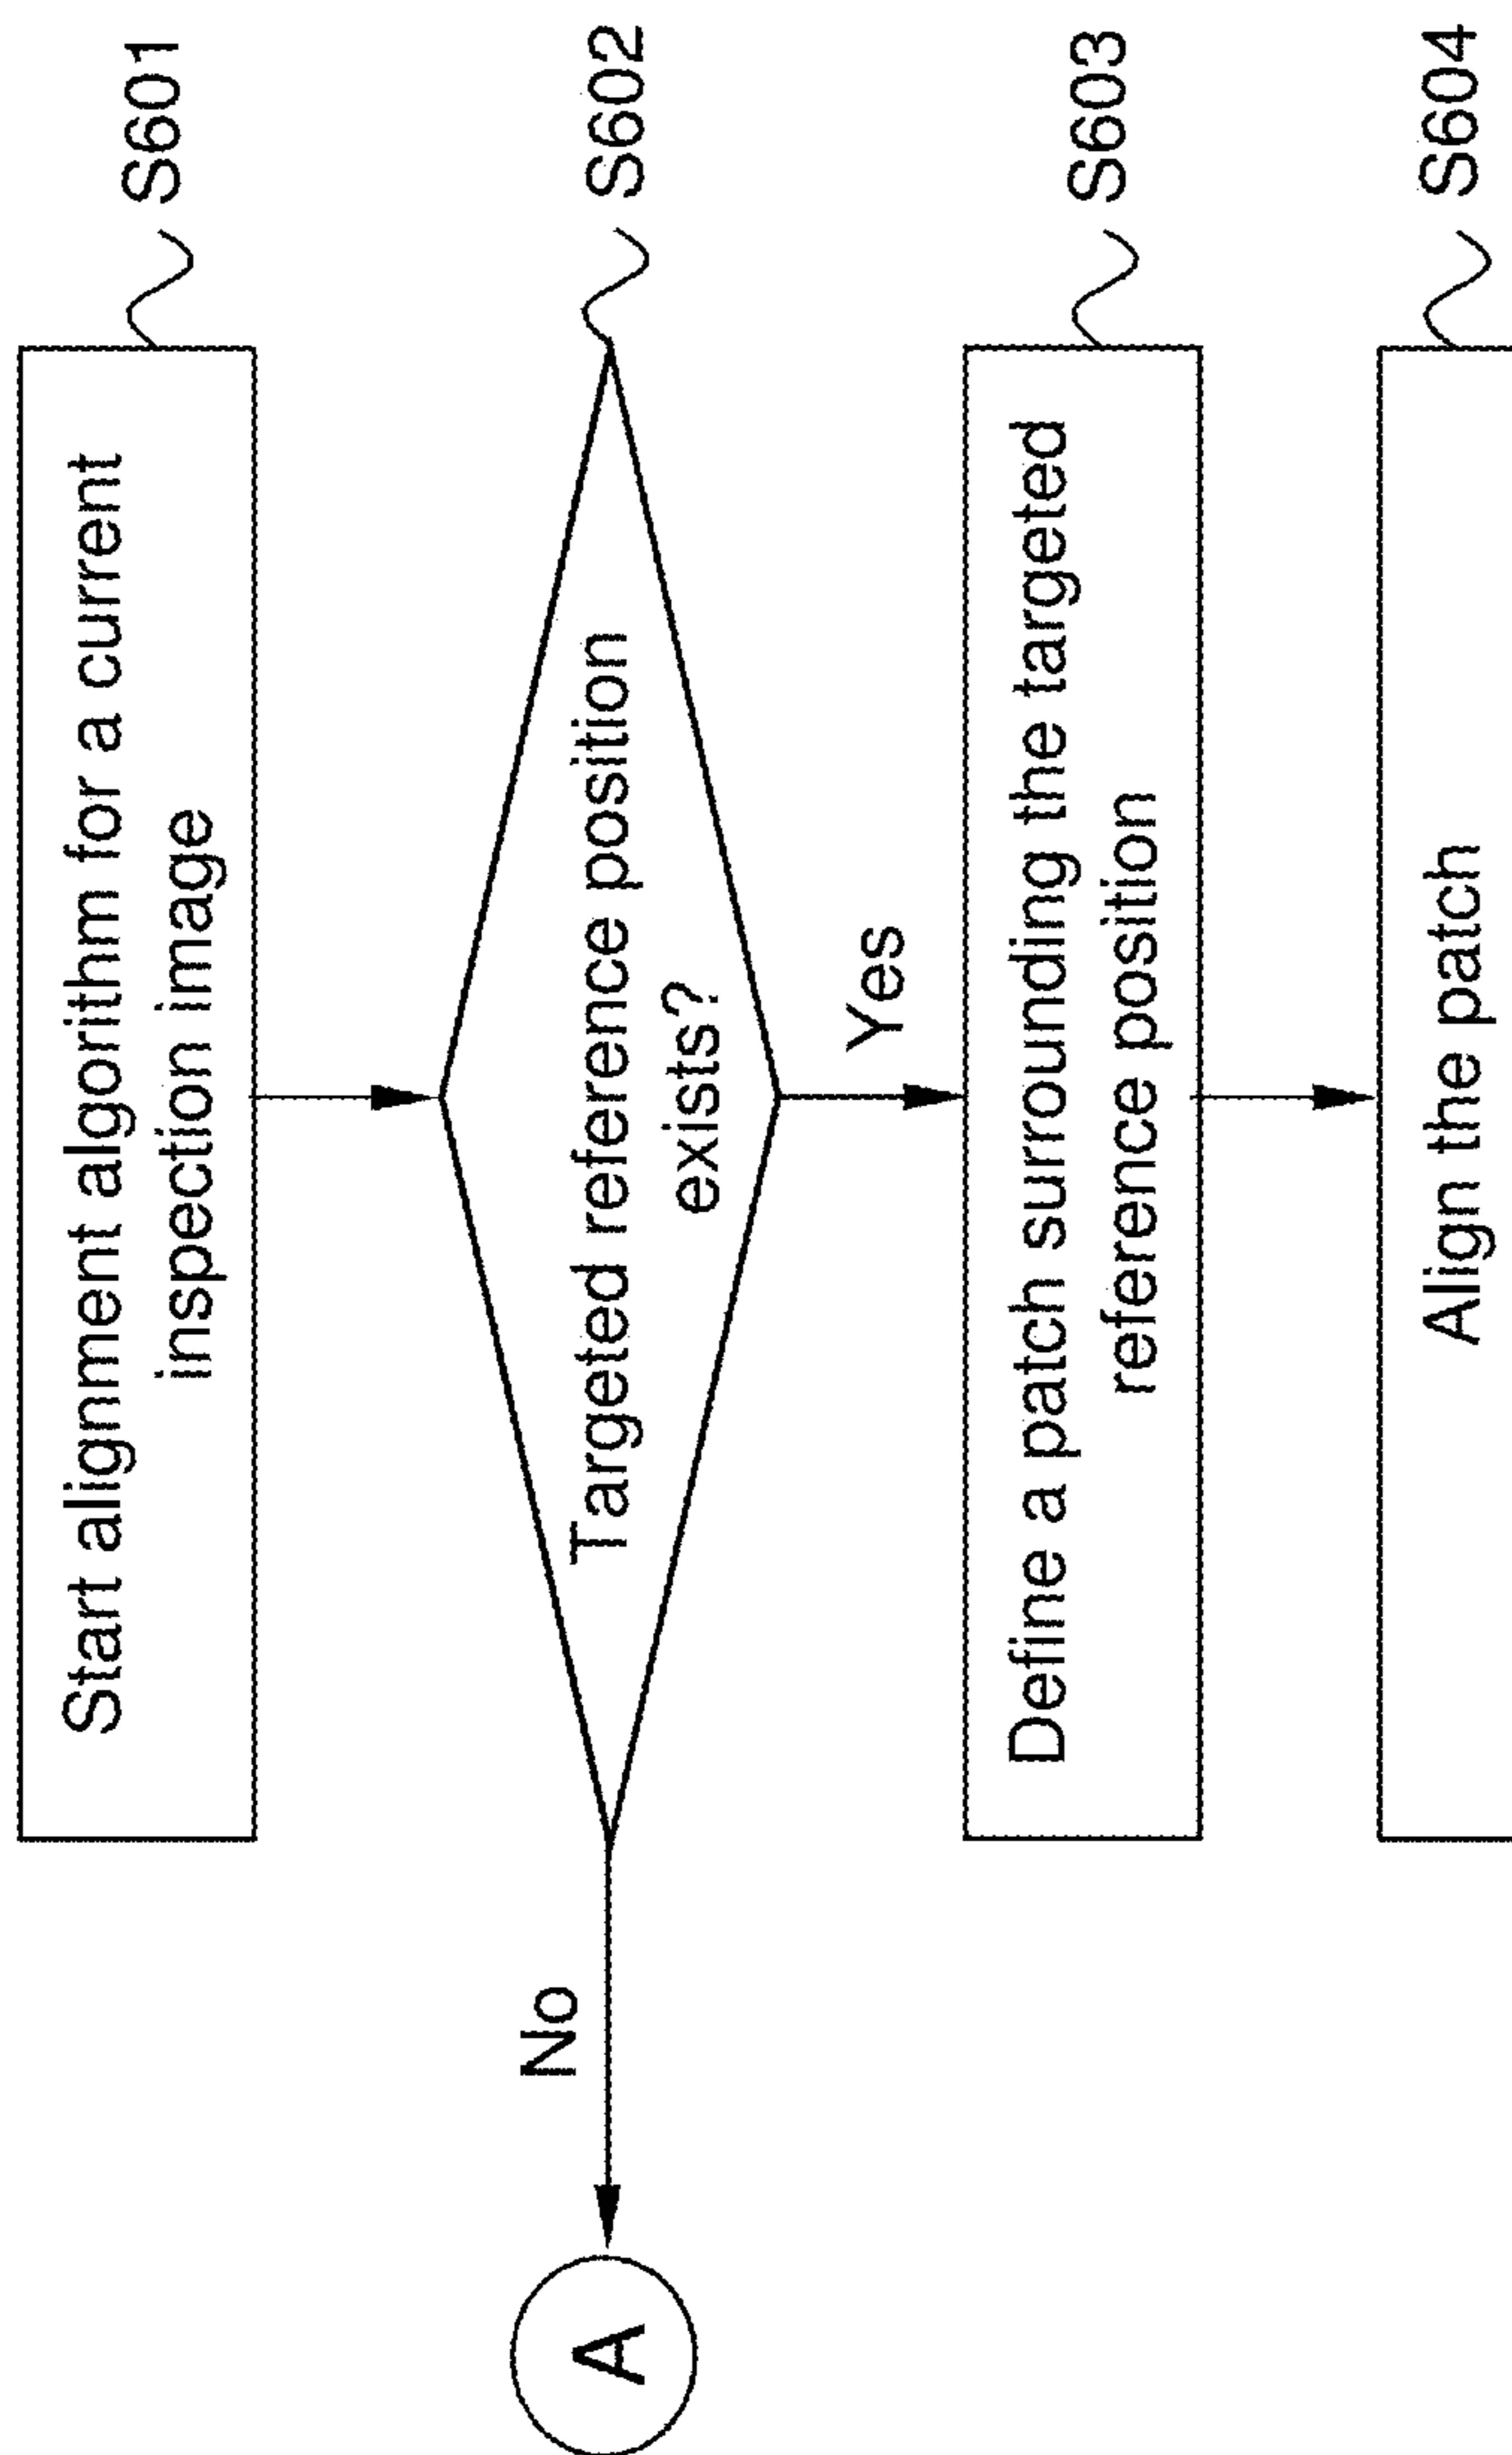 Start alignment algorithm for a current
inspection image
S601
Targeted reference position
exists?
S602
No
A
Yes
Define a patch surrounding the targeted
reference position
S603
Align the patch
S604